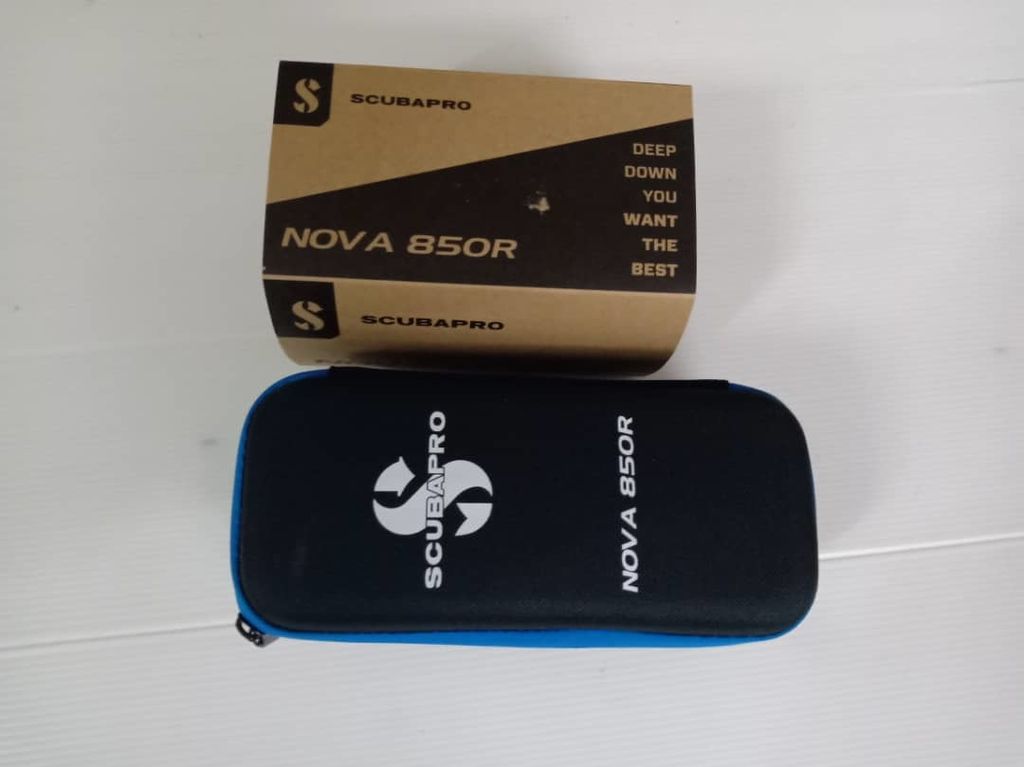 S SCUBAPRO
DEEP
DOWN
YOU
WANT
THE
BEST
NOVA 850R
S SCUBAPRO
SCUBAPRO
NOVA 850R